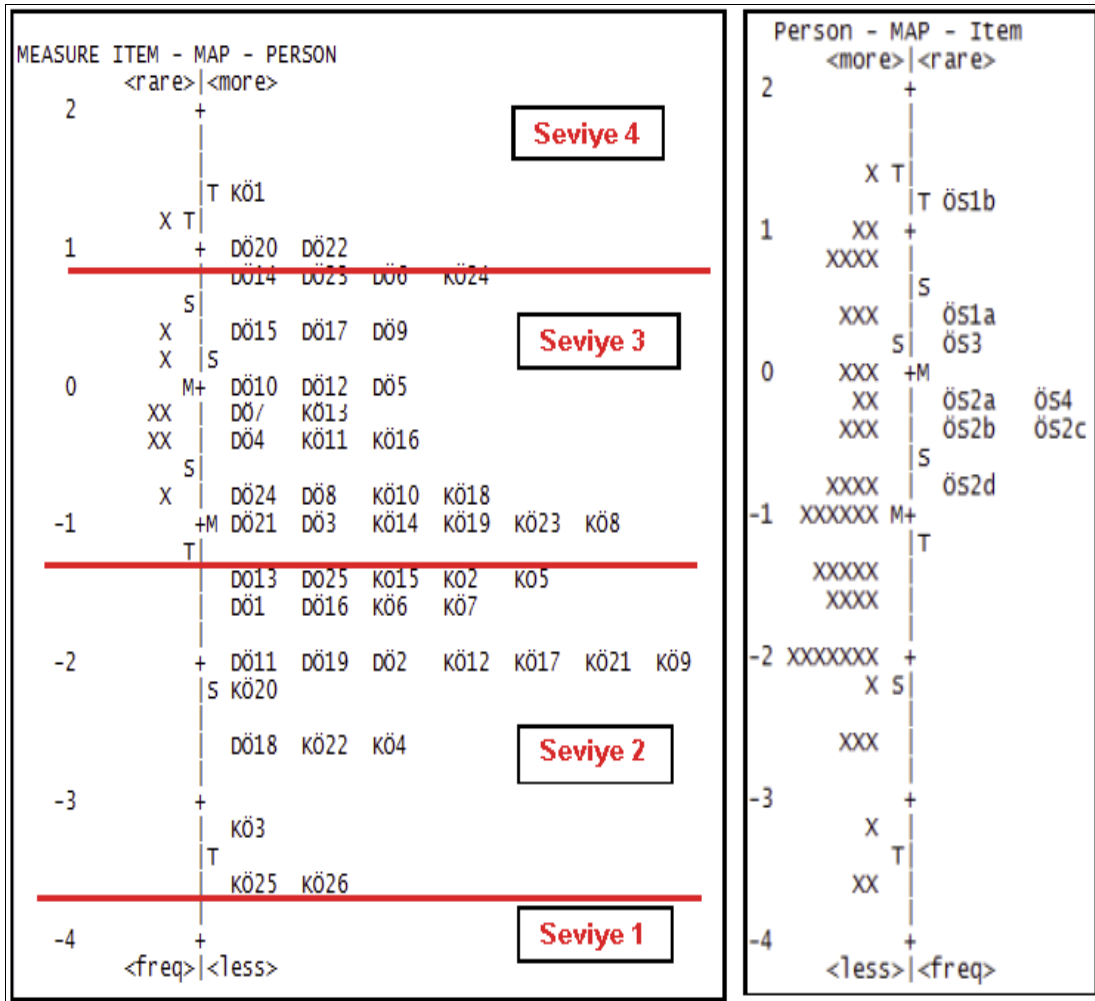 MEASURE ITEM - MAP - PERSON
<rare>|<more>
2 +
|
Seviye 4
|
|T KÖ1
X T|
1 + DÖ20 DÖ22
DÖ14 DÖ23 DÖ6 KÖ24
S|
X | DÖ15 DÖ17 DÖ9
Seviye 3
X |S
0 M+ DÖ10 DÖ12 DÖ5
XX | DÖ7 KÖ13
XX | DÖ4 KÖ11 KÖ16
S|
X | DÖ24 DÖ8 KÖ10 KÖ18
-1 +M DÖ21 DÖ3 KÖ14 KÖ19 KÖ23 KÖ8
T|
| DÖ13 DÖ25 KÖ15 KÖ2 KÖ5
| DÖ1 DÖ16 KÖ6 KÖ7
|
-2 + DÖ11 DÖ19 DÖ2 KÖ12 KÖ17 KÖ21 KÖ9
|S KÖ20
|
| DÖ18 KÖ22 KÖ4
Seviye 2
|
-3 +
| KÖ3
|T
| KÖ25 KÖ26
|
Seviye 1
-4 +
<freq>|<less>
Person - MAP - Item
<more>|<rare>
2 +
|
|
X T|
|T ÖS1b
1 XX +
XXXX |
|S
XXX | ÖS1a
S| ÖS3
0 XXX +M
XX | ÖS2a ÖS4
XXX | ÖS2b ÖS2c
|S
XXXX | ÖS2d
-1 XXXXXX M+
|T
XXXXX |
XXXX |
|
-2 XXXXXXX +
X S|
|
XXX |
|
-3 +
X |
T|
XX |
|
-4 +
<less>|<freq>